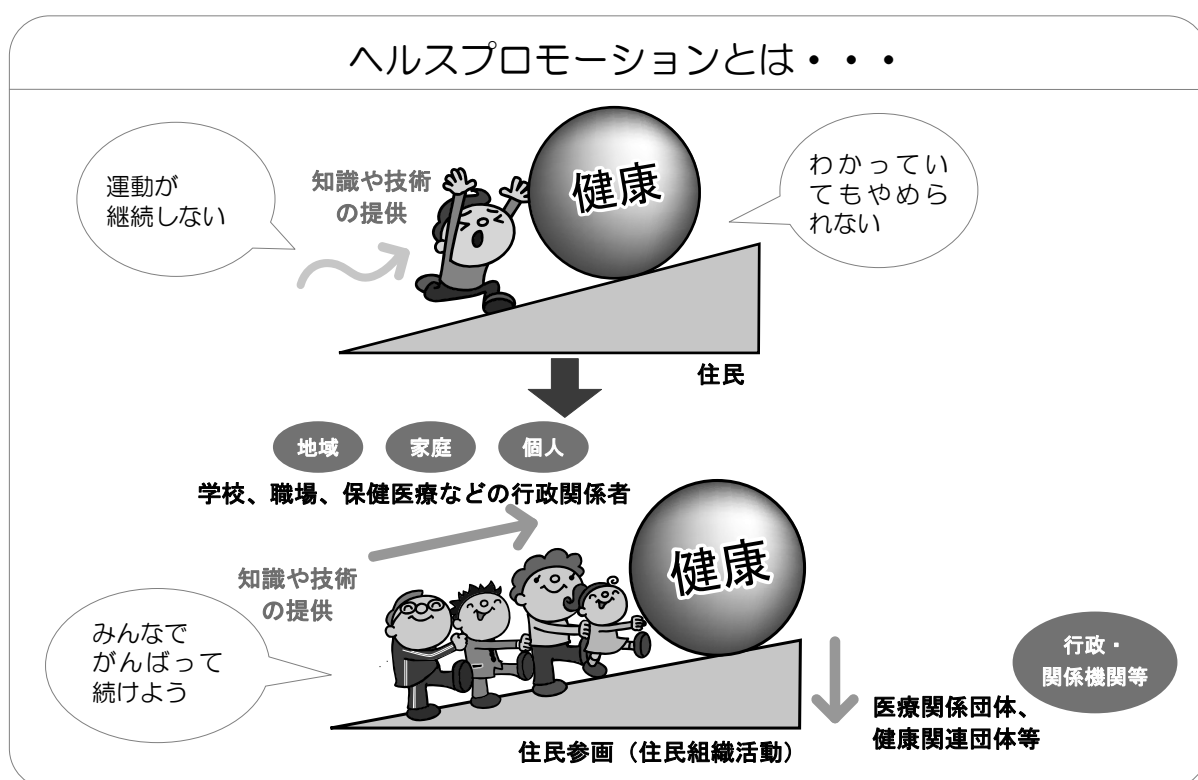 ヘルスプロモーションとは・・・
運動が
継続しない
知識や技術
の提供
健康
わかってい
てもやめら
れない
住民
地域
家庭
個人
学校、職場、保健医療などの行政関係者
知識や技術
の提供
健康
みんなで
がんばって
続けよう
行政・
関係機関等
医療関係団体、
健康関連団体等
住民参画（住民組織活動）